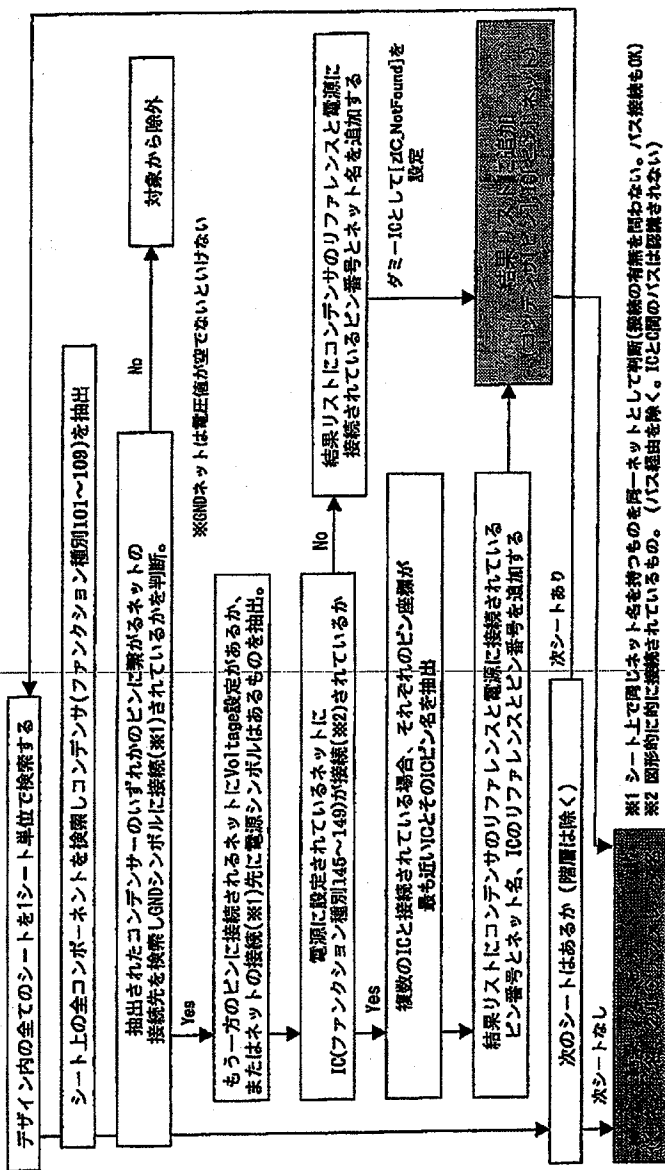 デザイン内の全てのシートを1シート単位で検索する
シート上の全コンポーネントを検索しコンデンサ(ファンクション種別101～109)を抽出
抽出されたコンデンサーのいずれかのピンに繋がるネットの
接続先を検索しGNDシンボルに接続(※1)されているかを判断。
No
対象から除外
※GNDネットは電圧値が空でないといけない
Yes
もう一方のピンに接続されるネットにVoltage設定があるか、
またはネットの接続(※1)先に電源シンボルはあるものを抽出。
電源に設定されているネットに
IC(ファンクション種別145～149)が接続(※2)されているか
No
結果リストにコンデンサのリファレンスと電源に
接続されているピン番号とネット名を追加する
ダミーICとして[zIC_NotFound]を
設定
Yes
複数のICと接続されている場合、それぞれのピン座標が
最も近いICとそのICピン名を抽出
結果リストにコンデンサのリファレンスと電源に接続されている
ピン番号とネット名、ICのリファレンスとピン番号を追加する
結果リストに追加
次のシートはあるか (階層は除く)
次シートあり
次シートなし
※1 シート上で同じネット名を持つものを同一ネットとして判断(接続の有無を問わない。バス接続もOK)
※2 図形的に的に接続されているもの。 (バス経由を除く。ICとC間のバスは認識されない)